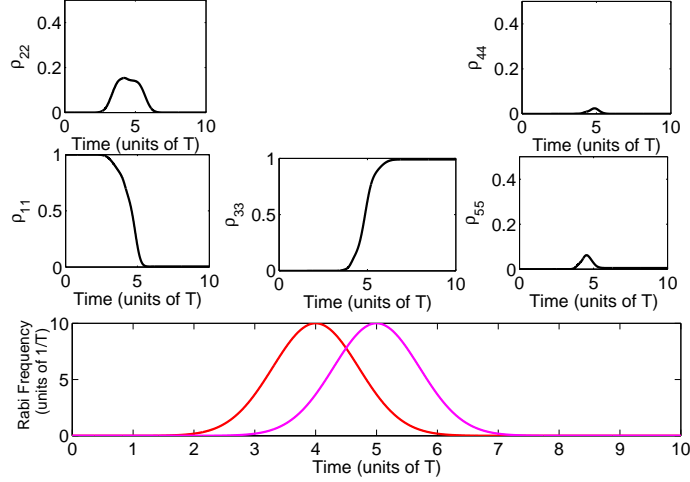 0.4
0.2
0
ρ22
0 5 10
Time (units of T)
0.4
0.2
0
ρ44
0 5 10
Time (units of T)
1
0.5
0
ρ11
0 5 10
Time (units of T)
1
0.5
0
ρ33
0 5 10
Time (units of T)
0.4
0.2
0
ρ55
0 5 10
Time (units of T)
10
5
0
Rabi Frequency
(units of 1/T)
0 1 2 3 4 5 6 7 8 9 10
Time (units of T)